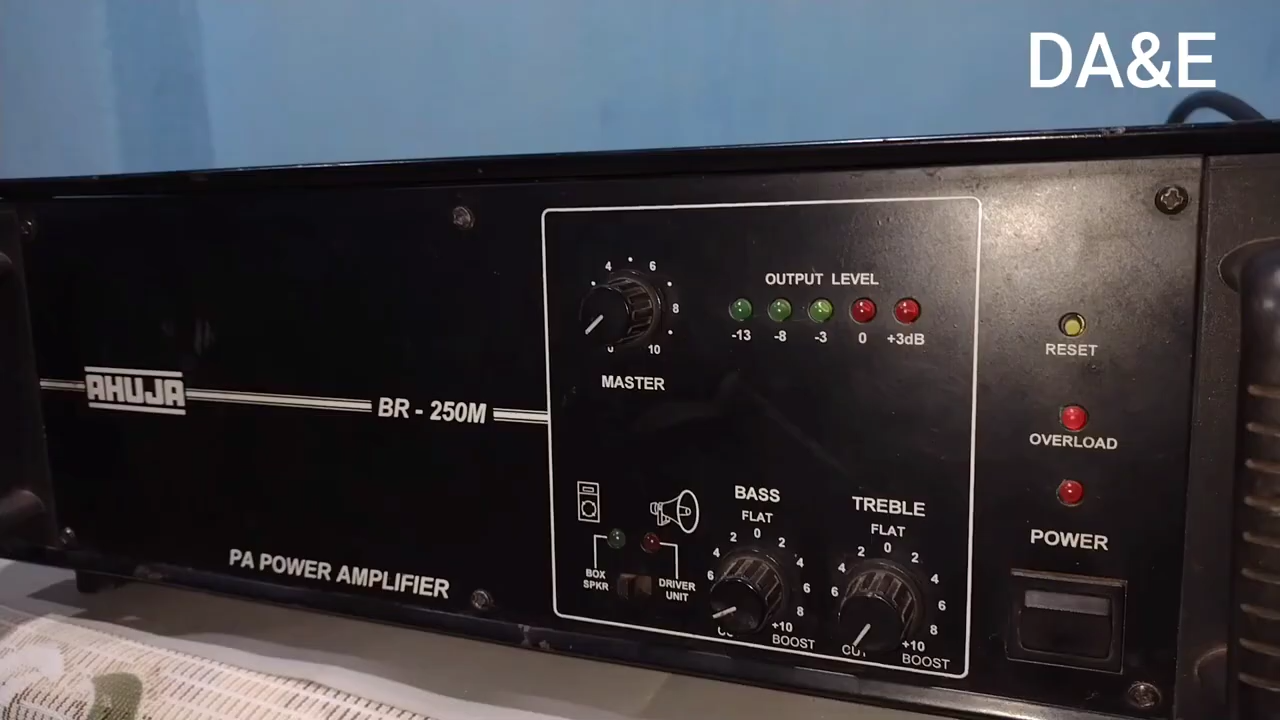 DA&E
AHUJA
BR - 250M
PA POWER AMPLIFIER
4 6
8
0 10
MASTER
OUTPUT LEVEL
-13 -8 -3 0 +3dB
BOX
SPKR
DRIVER
UNIT
BASS
FLAT
2 0 2
4 4
6 6
8
+10
BOOST
TREBLE
FLAT
2 0 2
4 4
6 6
8
CUT +10
BOOST
RESET
OVERLOAD
POWER